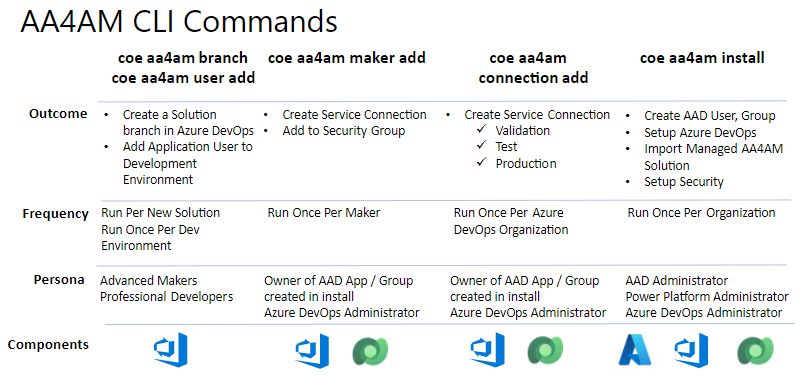 AA4AM CLI Commands
coe aa4am branch
coe aa4am user add
coe aa4am maker add
coe aa4am
connection add
coe aa4am install
Outcome
• Create a Solution
branch in Azure DevOps
• Add Application User to
Development
Environment
• Create Service Connection
• Add to Security Group
• Create Service Connection
✓ Validation
✓ Test
✓ Production
• Create AAD User, Group
• Setup Azure DevOps
• Import Managed AA4AM
Solution
• Setup Security
Frequency
Run Per New Solution
Run Once Per Dev
Environment
Run Once Per Maker
Run Once Per Azure
DevOps Organization
Run Once Per Organization
Persona
Advanced Makers
Professional Developers
Owner of AAD App / Group
created in install
Azure DevOps Administrator
Owner of AAD App / Group
created in install
Azure DevOps Administrator
AAD Administrator
Power Platform Administrator
Azure DevOps Administrator
Components